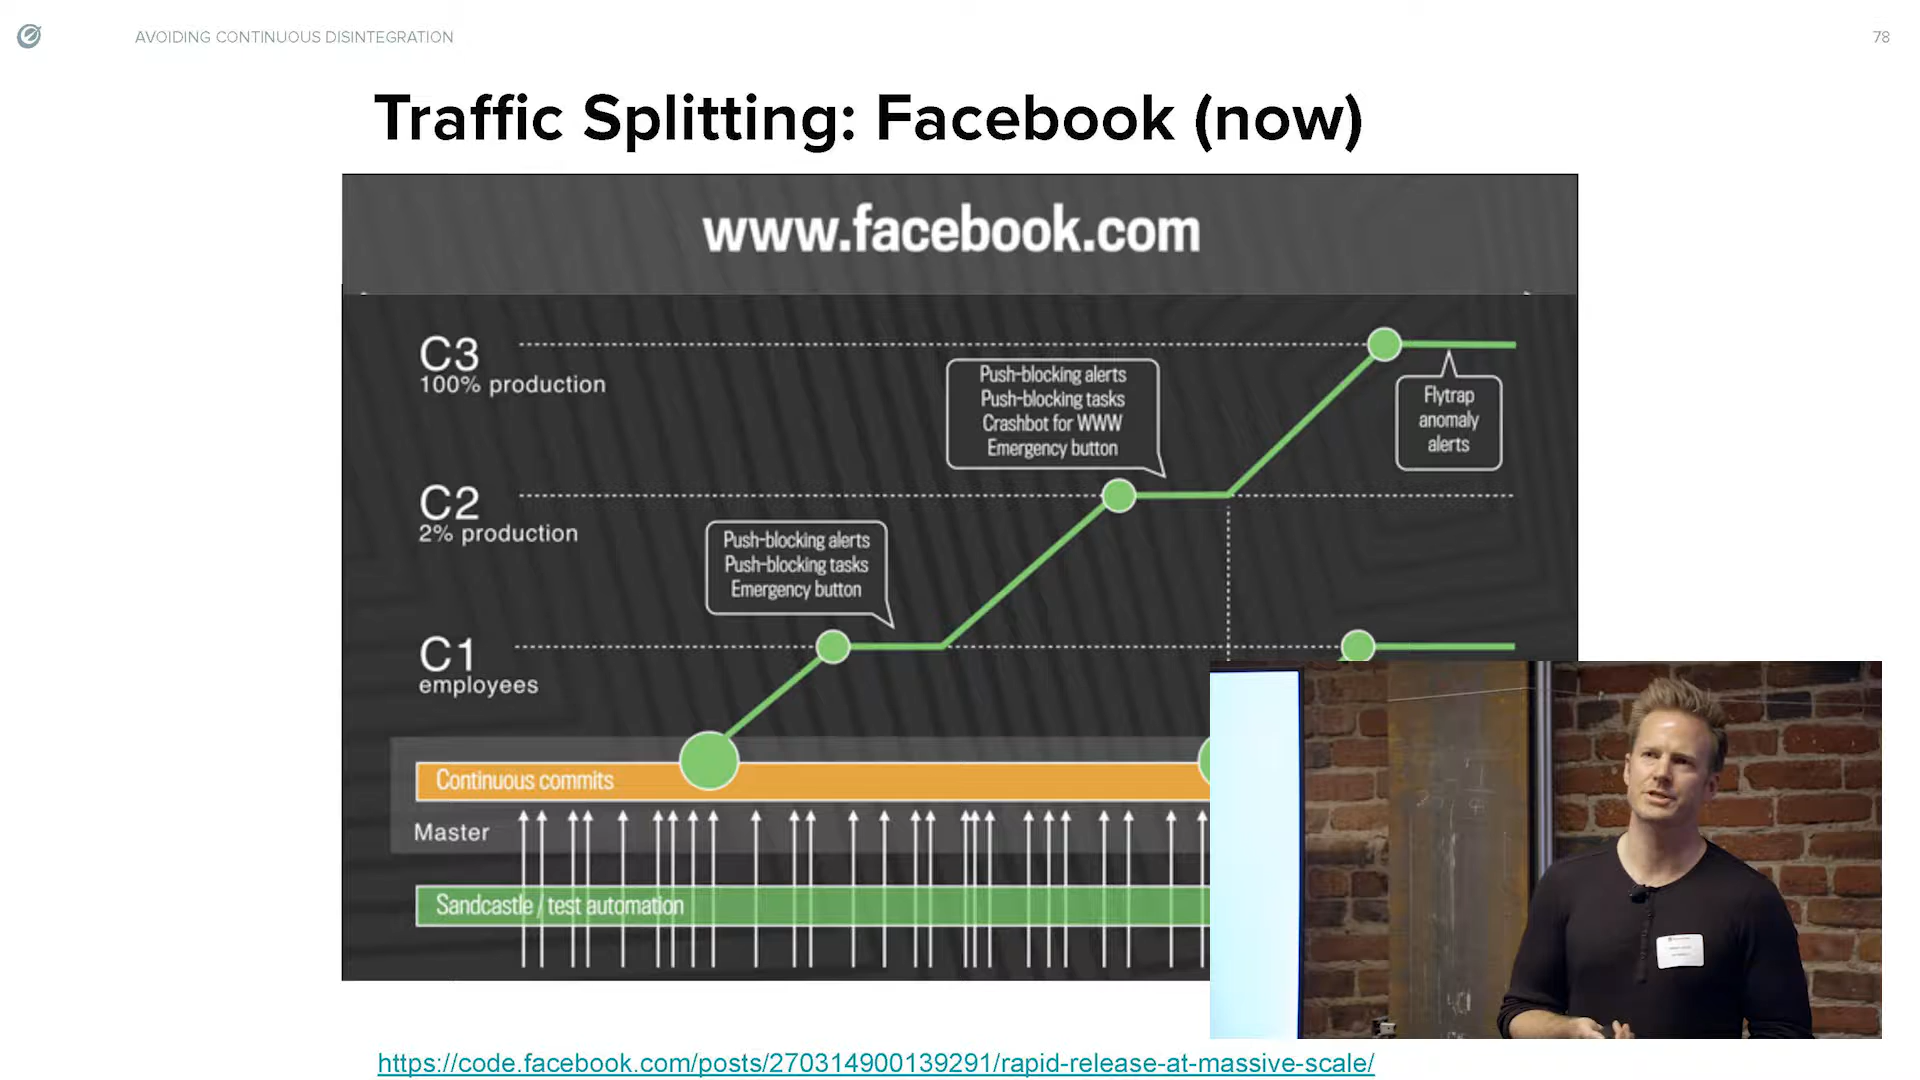 AVOIDING CONTINUOUS DISINTEGRATION
78
Traffic Splitting: Facebook (now)
www.facebook.com
C3
100% production
Push-blocking alerts
Push-blocking tasks
Crashbot for WWW
Emergency button
Flytrap
anomaly
alerts
C2
2% production
Push-blocking alerts
Push-blocking tasks
Emergency button
C1
employees
Continuous commits
Master
Sandcastle / test automation
https://code.facebook.com/posts/270314900139291/rapid-release-at-massive-scale/